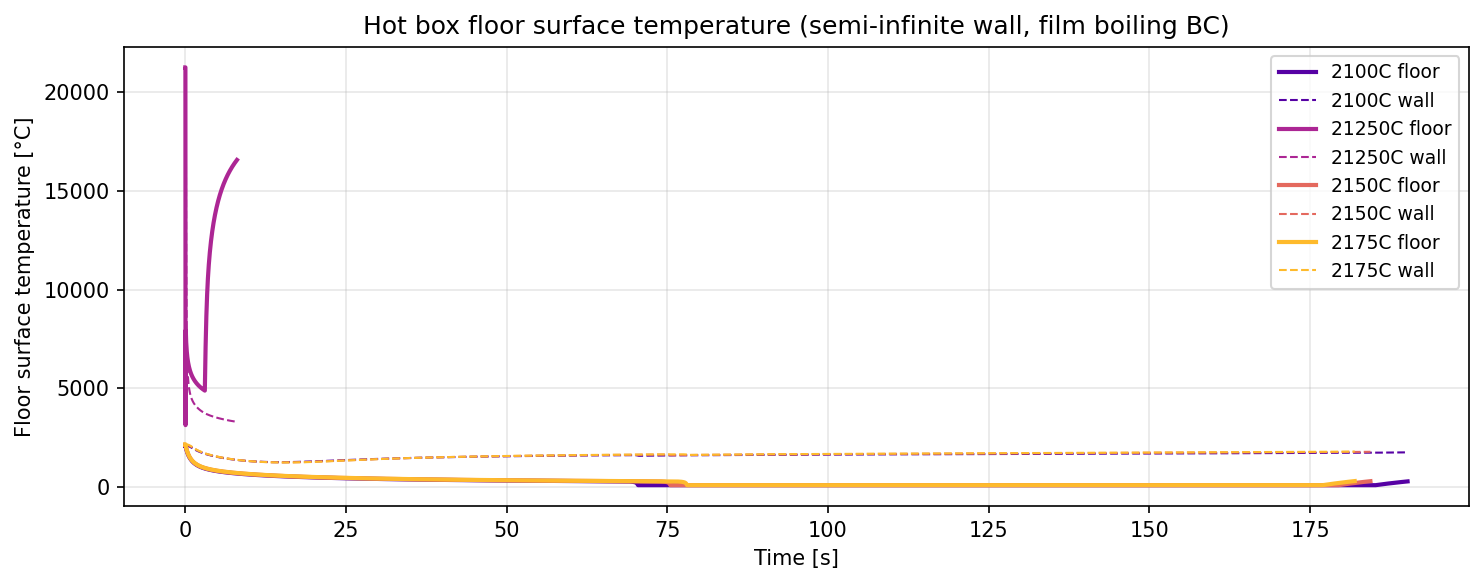 Hot box floor surface temperature (semi-infinite wall, film boiling BC)
Floor surface temperature [°C]
20000
15000
10000
5000
0
0
25
50
75
100
125
150
175
Time [s]
2100C floor
2100C wall
21250C floor
21250C wall
2150C floor
2150C wall
2175C floor
2175C wall